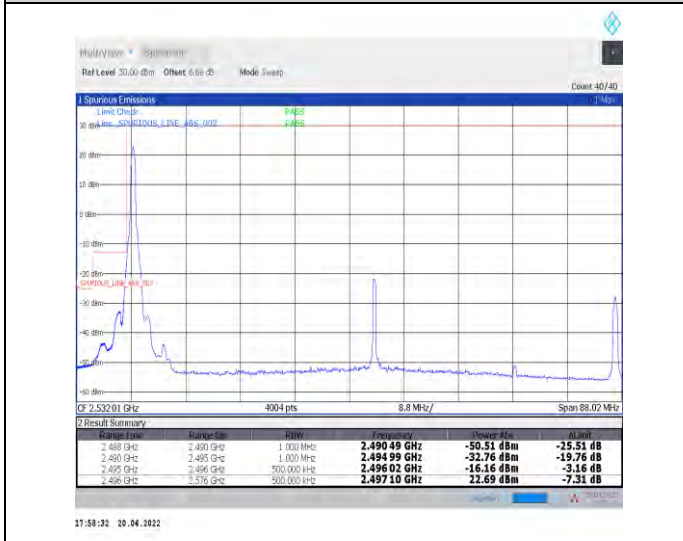 MultiView
Ref Level 30.00 dBm Offset 6.68 dB Mode Sweep
Count 40/40
1 Spurious Emissions
Limit Check PASS
30 dBm Line _SPURIOUS_LINE_ABS_002 PASS
20 dBm
10 dBm
0 dBm
-10 dBm
-20 dBm
_SPURIOUS_LINE_ABS_002
-30 dBm
-40 dBm
-50 dBm
-60 dBm
CF 2.53201 GHz 4004 pts 8.8 MHz/ Span 88.02 MHz
2 Result Summary
Range Low Range Up RBW Frequency Power Abs ΔLimit
2.488 GHz 2.490 GHz 1.000 MHz 2.490 49 GHz -50.51 dBm -25.51 dB
2.490 GHz 2.495 GHz 1.000 MHz 2.494 99 GHz -32.76 dBm -19.76 dB
2.495 GHz 2.496 GHz 500.000 kHz 2.496 02 GHz -16.16 dBm -3.16 dB
2.496 GHz 2.576 GHz 500.000 kHz 2.497 10 GHz 22.69 dBm -7.31 dB
17:58:32 20.04.2022